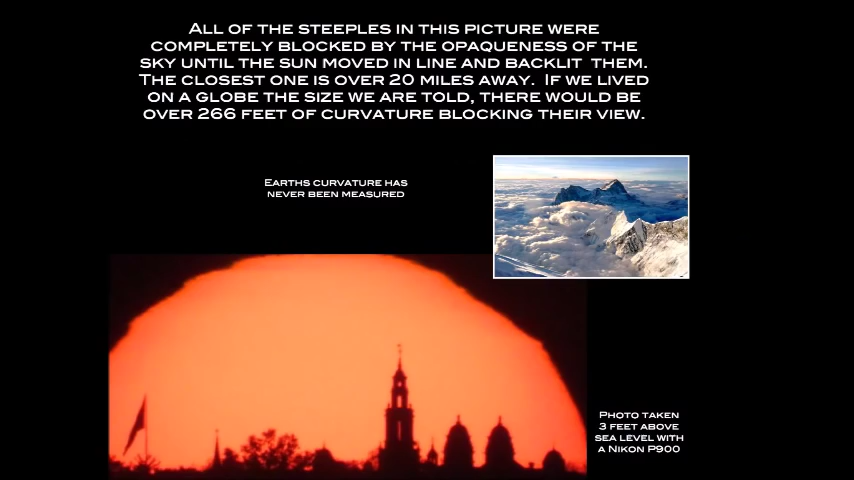 All of the steeples in this picture were
completely blocked by the opaqueness of the
sky until the sun moved in line and backlit them.
The closest one is over 20 miles away. If we lived
on a globe the size we are told, there would be
over 266 feet of curvature blocking their view.
Earths curvature has
never been measured
Photo taken
3 feet above
sea level with
a Nikon P900